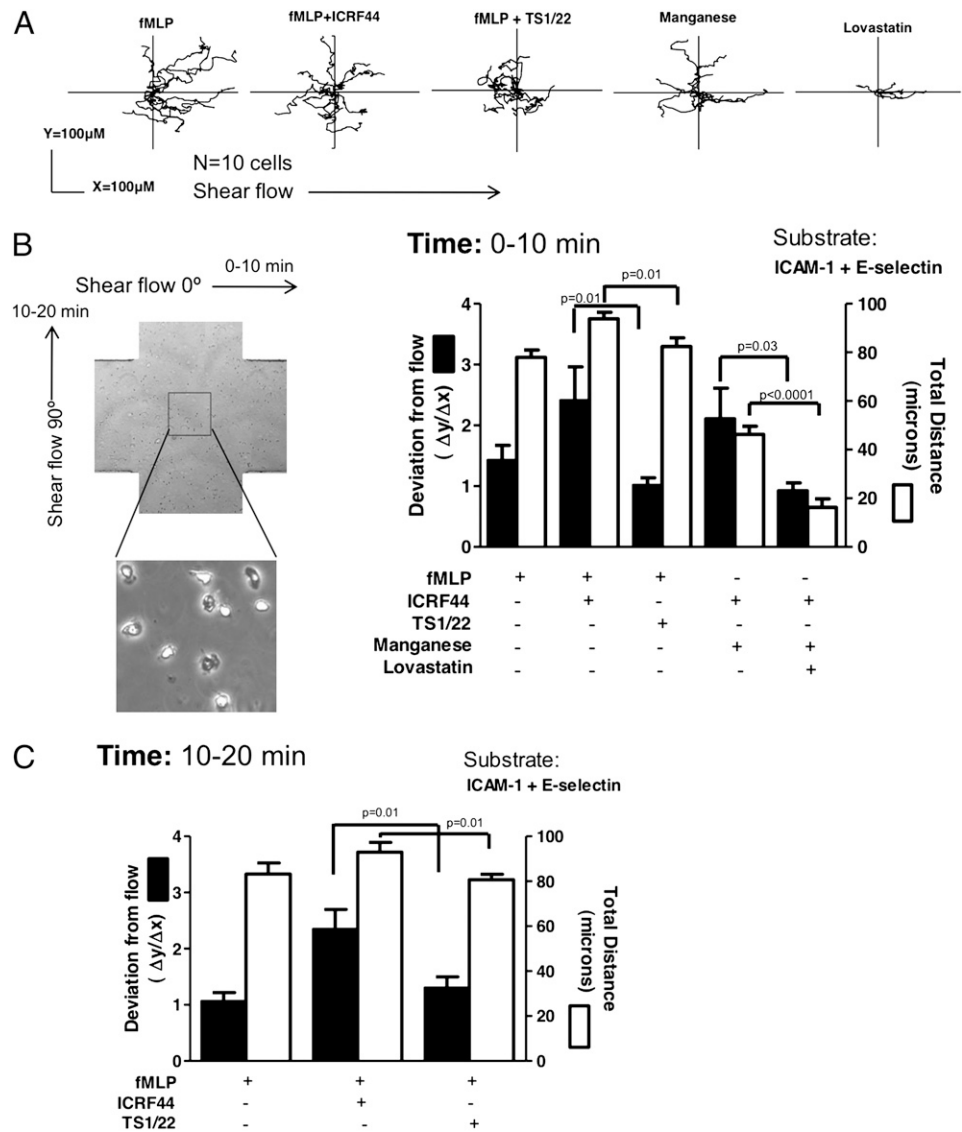 A
fMLP
fMLP+ICRF44
fMLP + TS1/22
Manganese
Lovastatin
Y=100µM
X=100µM
N=10 cells
Shear flow
B
Shear flow 0º
0-10 min
10-20 min
Shear flow 90º
Time: 0-10 min
Substrate:
ICAM-1 + E-selectin
p=0.01
p=0.01
p=0.03
p<0.0001
Deviation from flow
( Δy/Δx)
4
3
2
1
0
100
80
60
40
20
0
Total Distance
(microns)
fMLP + + + - -
ICRF44 - + - + +
TS1/22 - - + - -
Manganese - - - + +
Lovastatin - - - - +
C
Time: 10-20 min
Substrate:
ICAM-1 + E-selectin
p=0.01
p=0.01
Deviation from flow
( Δy/Δx)
4
3
2
1
0
100
80
60
40
20
0
Total Distance
(microns)
fMLP + + +
ICRF44 - + -
TS1/22 - - +